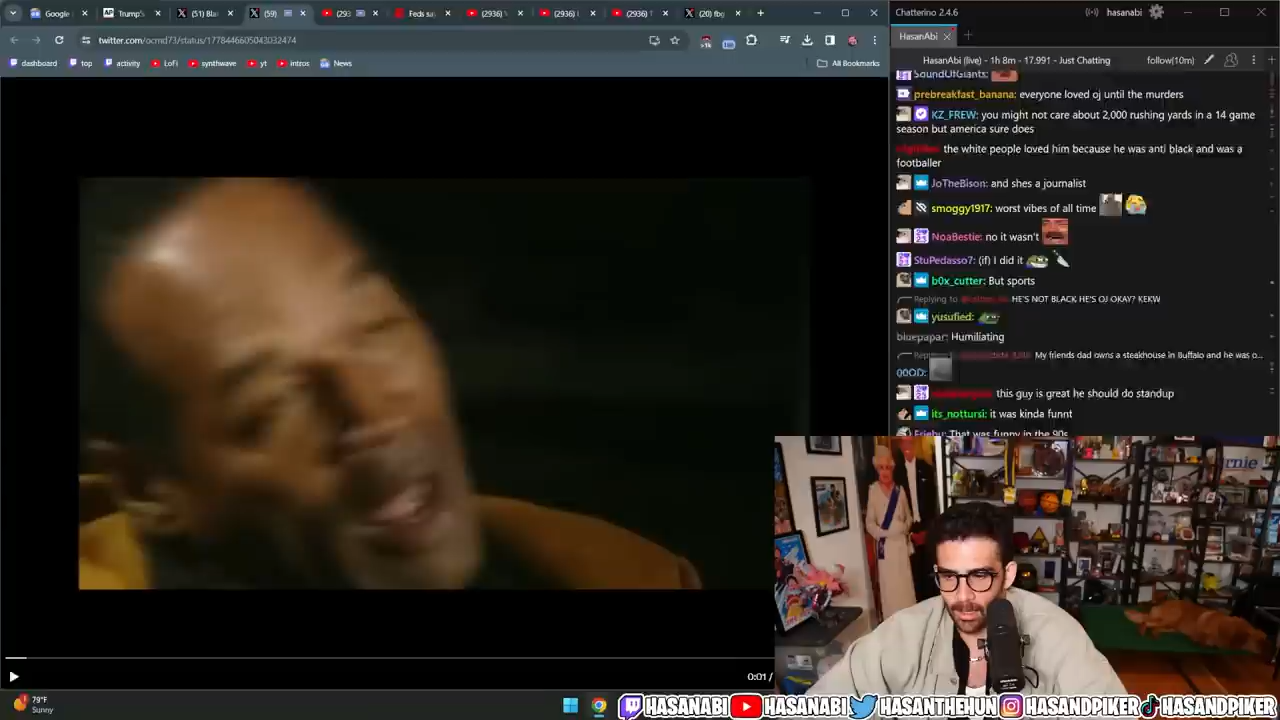 Google
Trump's
(51) Bla
(59)
(293
Feds sa
(2936) '
(2936) I
(2936) T
(20) fbg
twitter.com/ocmd73/status/1778446605043032474
dashboard
top
activity
LoFi
synthwave
yt
intros
News
All Bookmarks
Chatterino 2.4.6
hasanabi
HasanAbi
HasanAbi (live) - 1h 8m - 17.991 - Just Chatting
follow(10m)
SoundOfGiants:
prebreakfast_banana: everyone loved oj until the murders
KZ_FREW: you might not care about 2,000 rushing yards in a 14 game
season but america sure does
the white people loved him because he was anti black and was a
footballer
JoTheBison: and shes a journalist
smoggy1917: worst vibes of all time
NoaBestie: no it wasn't
StuPedasso7: (if) I did it
b0x_cutter: But sports
Replying to HE'S NOT BLACK HE'S OJ OKAY? KEKW
yusufied:
bluepapar: Humiliating
My friends dad owns a steakhouse in Buffalo and he was o...
this guy is great he should do standup
its_nottursi: it was kinda funnt
That was funny in the 90s
0:01 /
79°F
Sunny
HASANABI
HASANABI
HASANTHEHUN
HASANDPIKER
HASANDPIKER